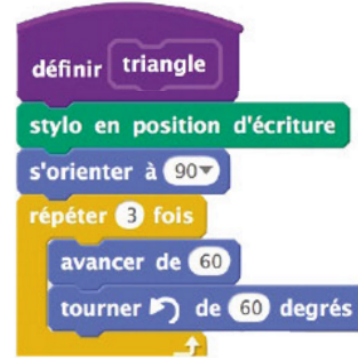 définir triangle
stylo en position d'écriture
s'orienter à 90
répéter 3 fois
avancer de 60
tourner de 60 degrés